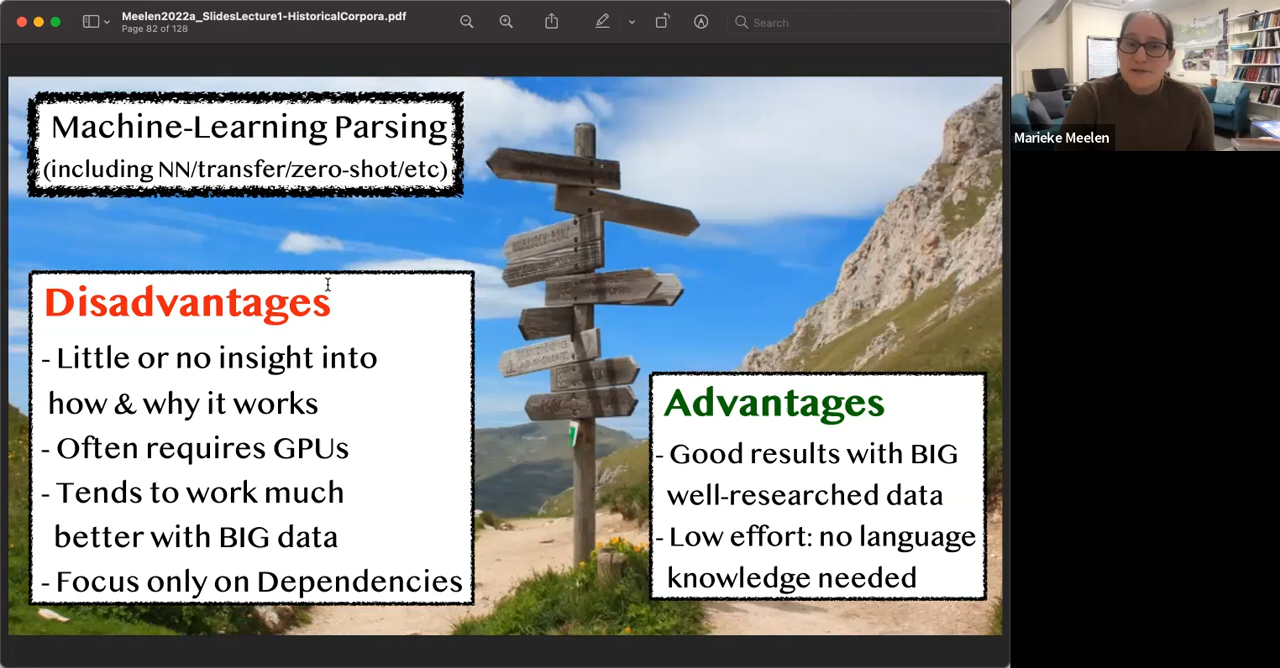 Meelen2022a_SlidesLecture1-HistoricalCorpora.pdf
Page 82 of 128
Search
Marieke Meelen
Machine-Learning Parsing
(including NN/transfer/zero-shot/etc)
Disadvantages
- Little or no insight into
how & why it works
- Often requires GPUs
- Tends to work much
better with BIG data
- Focus only on Dependencies
Advantages
- Good results with BIG
well-researched data
- Low effort: no language
knowledge needed